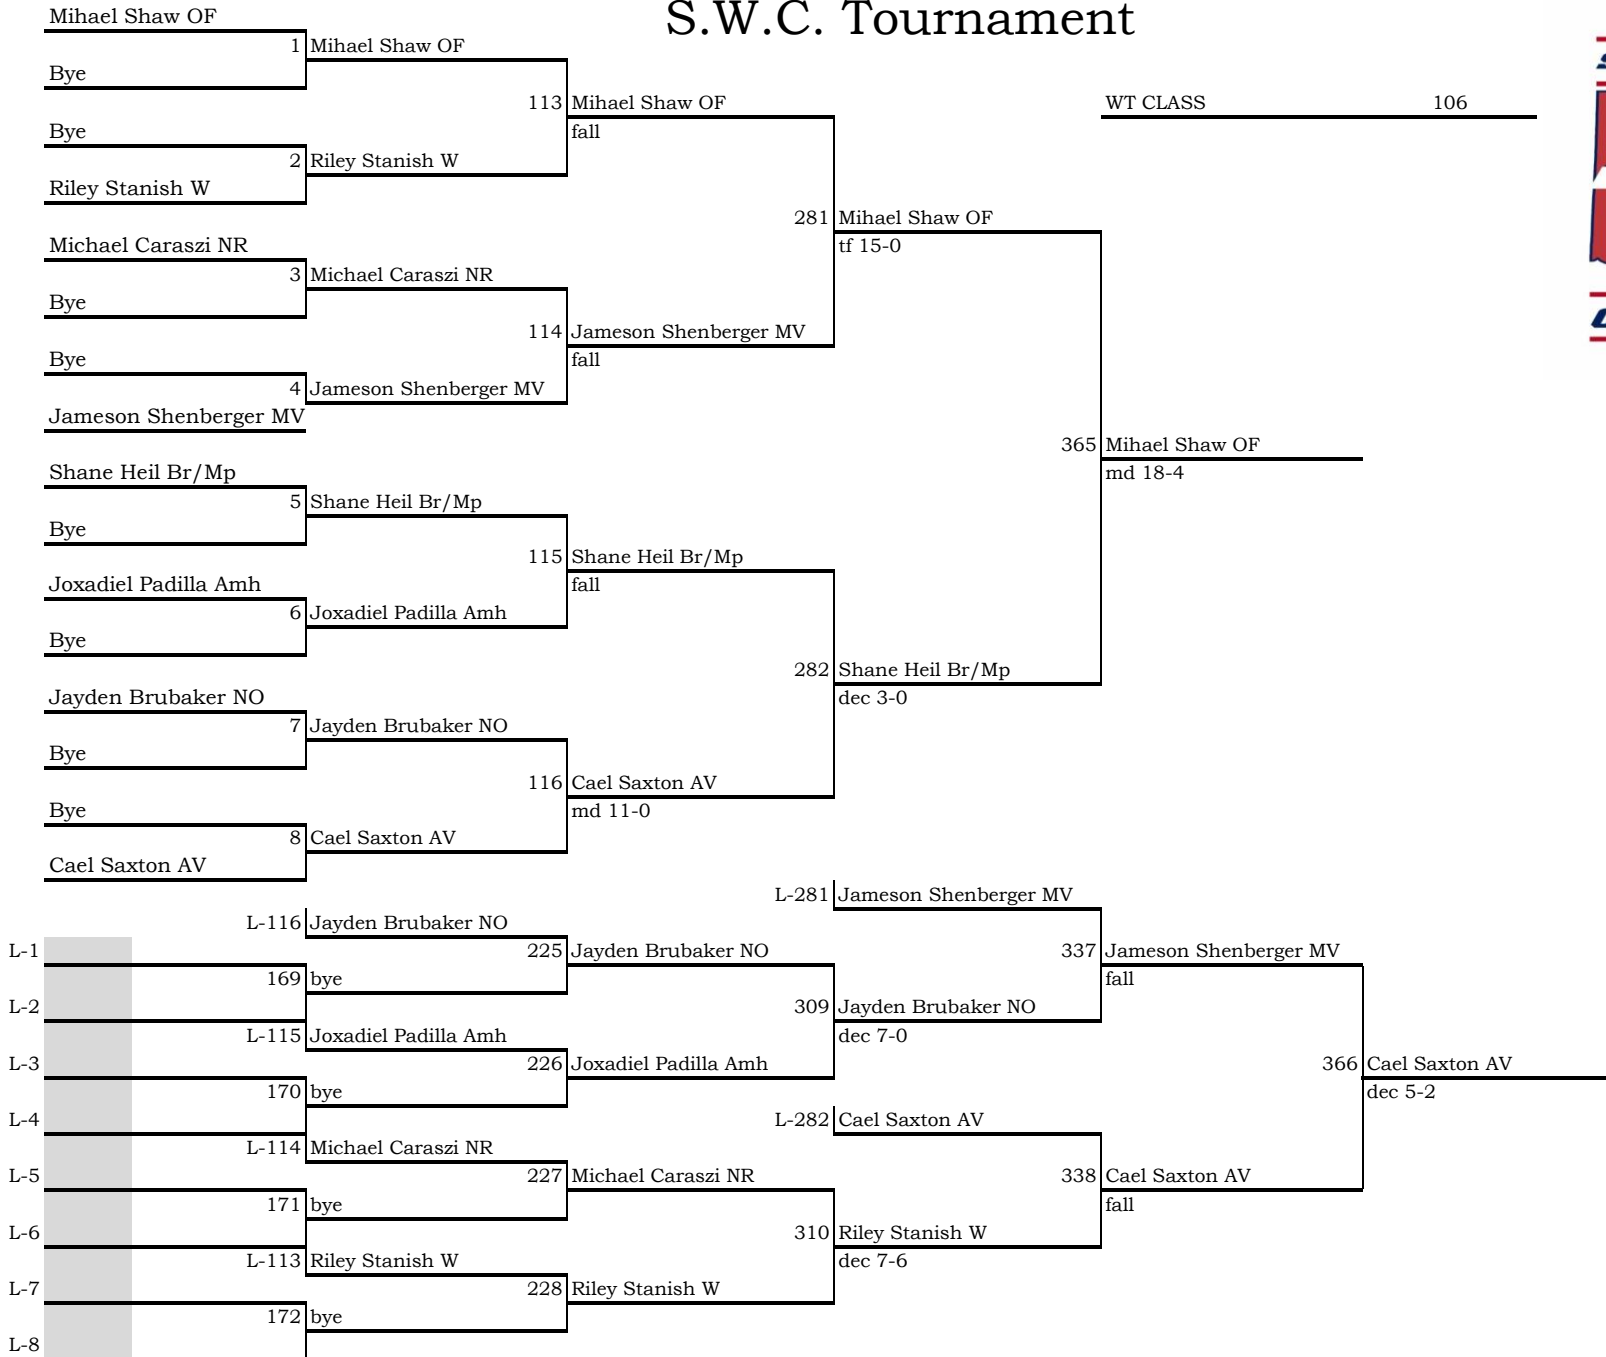 S.W.C. Tournament
Mihael Shaw OF
1 Mihael Shaw OF
Bye
113 Mihael Shaw OF
WT CLASS 106
Bye
fall
2 Riley Stanish W
Riley Stanish W
281 Mihael Shaw OF
Michael Caraszi NR
tf 15-0
3 Michael Caraszi NR
Bye
114 Jameson Shenberger MV
Bye
fall
4 Jameson Shenberger MV
Jameson Shenberger MV
365 Mihael Shaw OF
Shane Heil Br/Mp
md 18-4
5 Shane Heil Br/Mp
Bye
115 Shane Heil Br/Mp
Joxadiel Padilla Amh
fall
6 Joxadiel Padilla Amh
Bye
282 Shane Heil Br/Mp
Jayden Brubaker NO
dec 3-0
7 Jayden Brubaker NO
Bye
116 Cael Saxton AV
Bye
md 11-0
8 Cael Saxton AV
Cael Saxton AV
L-281 Jameson Shenberger MV
L-116 Jayden Brubaker NO
L-1
225 Jayden Brubaker NO
337 Jameson Shenberger MV
169 bye
fall
L-2
309 Jayden Brubaker NO
L-115 Joxadiel Padilla Amh
dec 7-0
L-3
226 Joxadiel Padilla Amh
366 Cael Saxton AV
170 bye
dec 5-2
L-4
L-282 Cael Saxton AV
L-114 Michael Caraszi NR
L-5
227 Michael Caraszi NR
338 Cael Saxton AV
171 bye
fall
L-6
310 Riley Stanish W
L-113 Riley Stanish W
dec 7-6
L-7
228 Riley Stanish W
172 bye
L-8